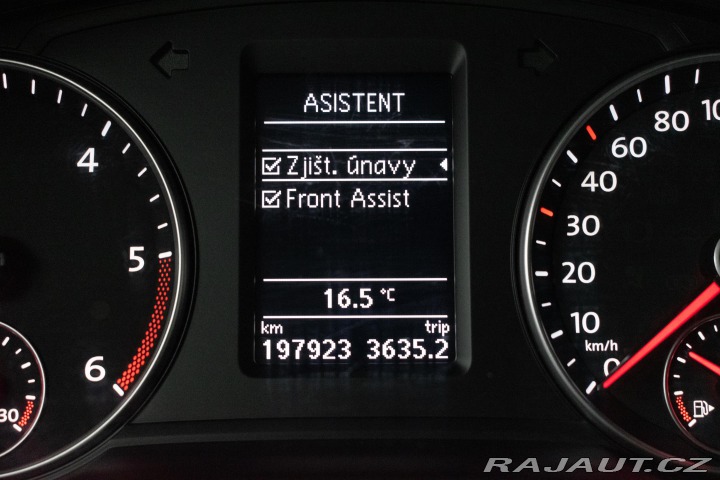 ASISTENT
Zjišt. únavy
Front Assist
16.5 °C
km trip
197923 3635.2
4
5
6
30
80
60
40
30
20
10
km/h
0
RAJAUT.CZ